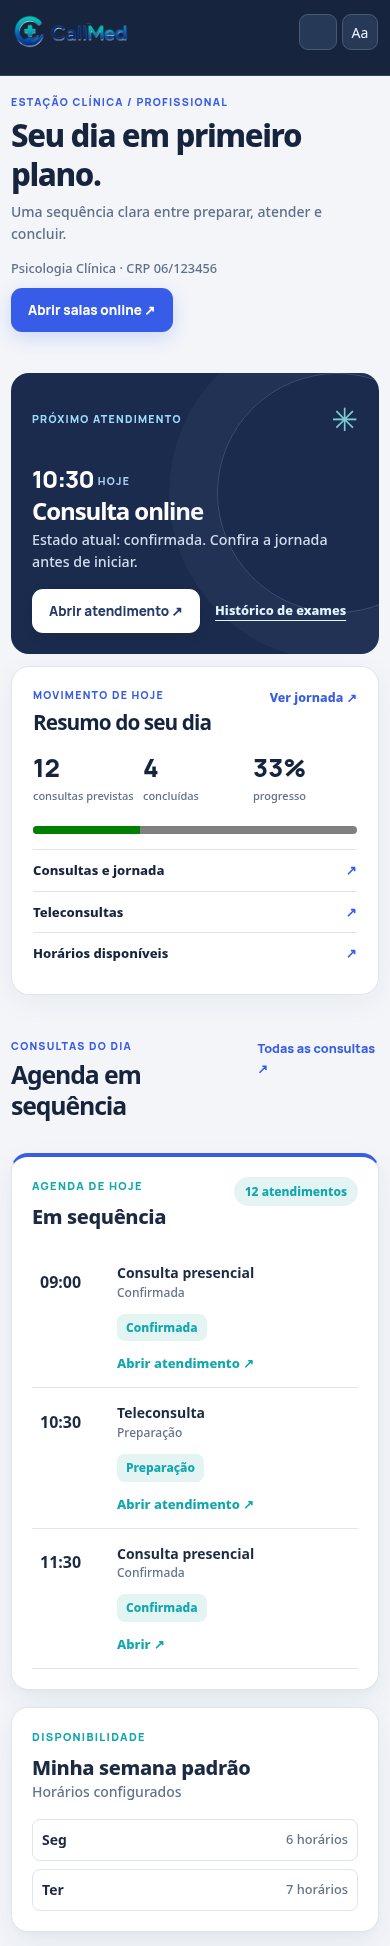 CallMed
Aa
ESTAÇÃO CLÍNICA / PROFISSIONAL
Seu dia em primeiro
plano.
Uma sequência clara entre preparar, atender e
concluir.
Psicologia Clínica · CRP 06/123456
Abrir salas online ↗
PRÓXIMO ATENDIMENTO
10:30 HOJE
Consulta online
Estado atual: confirmada. Confira a jornada
antes de iniciar.
Abrir atendimento ↗
Histórico de exames
MOVIMENTO DE HOJE
Ver jornada ↗
Resumo do seu dia
12 4 33%
consultas previstas concluídas progresso
Consultas e jornada ↗
Teleconsultas ↗
Horários disponíveis ↗
CONSULTAS DO DIA
Todas as consultas
↗
Agenda em
sequência
AGENDA DE HOJE
12 atendimentos
Em sequência
09:00
Consulta presencial
Confirmada
Confirmada
Abrir atendimento ↗
10:30
Teleconsulta
Preparação
Preparação
Abrir atendimento ↗
11:30
Consulta presencial
Confirmada
Confirmada
Abrir ↗
DISPONIBILIDADE
Minha semana padrão
Horários configurados
Seg 6 horários
Ter 7 horários